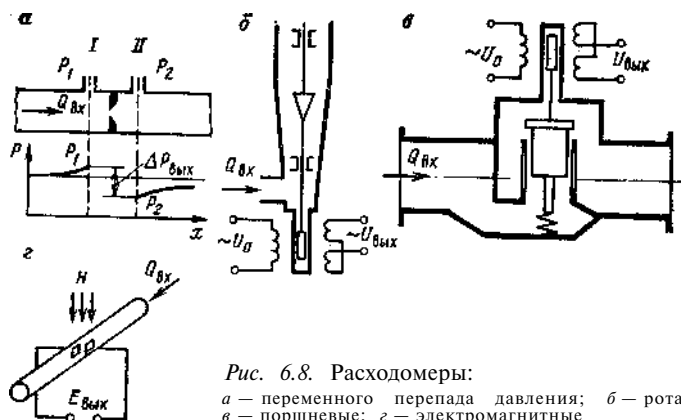 а
I II
P₁ P₂
Q вх
P
P₁
Δ P вых
P₂
x
б
Q вх
~U₀
~U вых
в
~U₀
U вых
Q вх
г
H
Q вх
E вых
Рис. 6.8. Расходомеры:
а — переменного перепада давления; б — рота
в — поршневые; г — электромагнитные